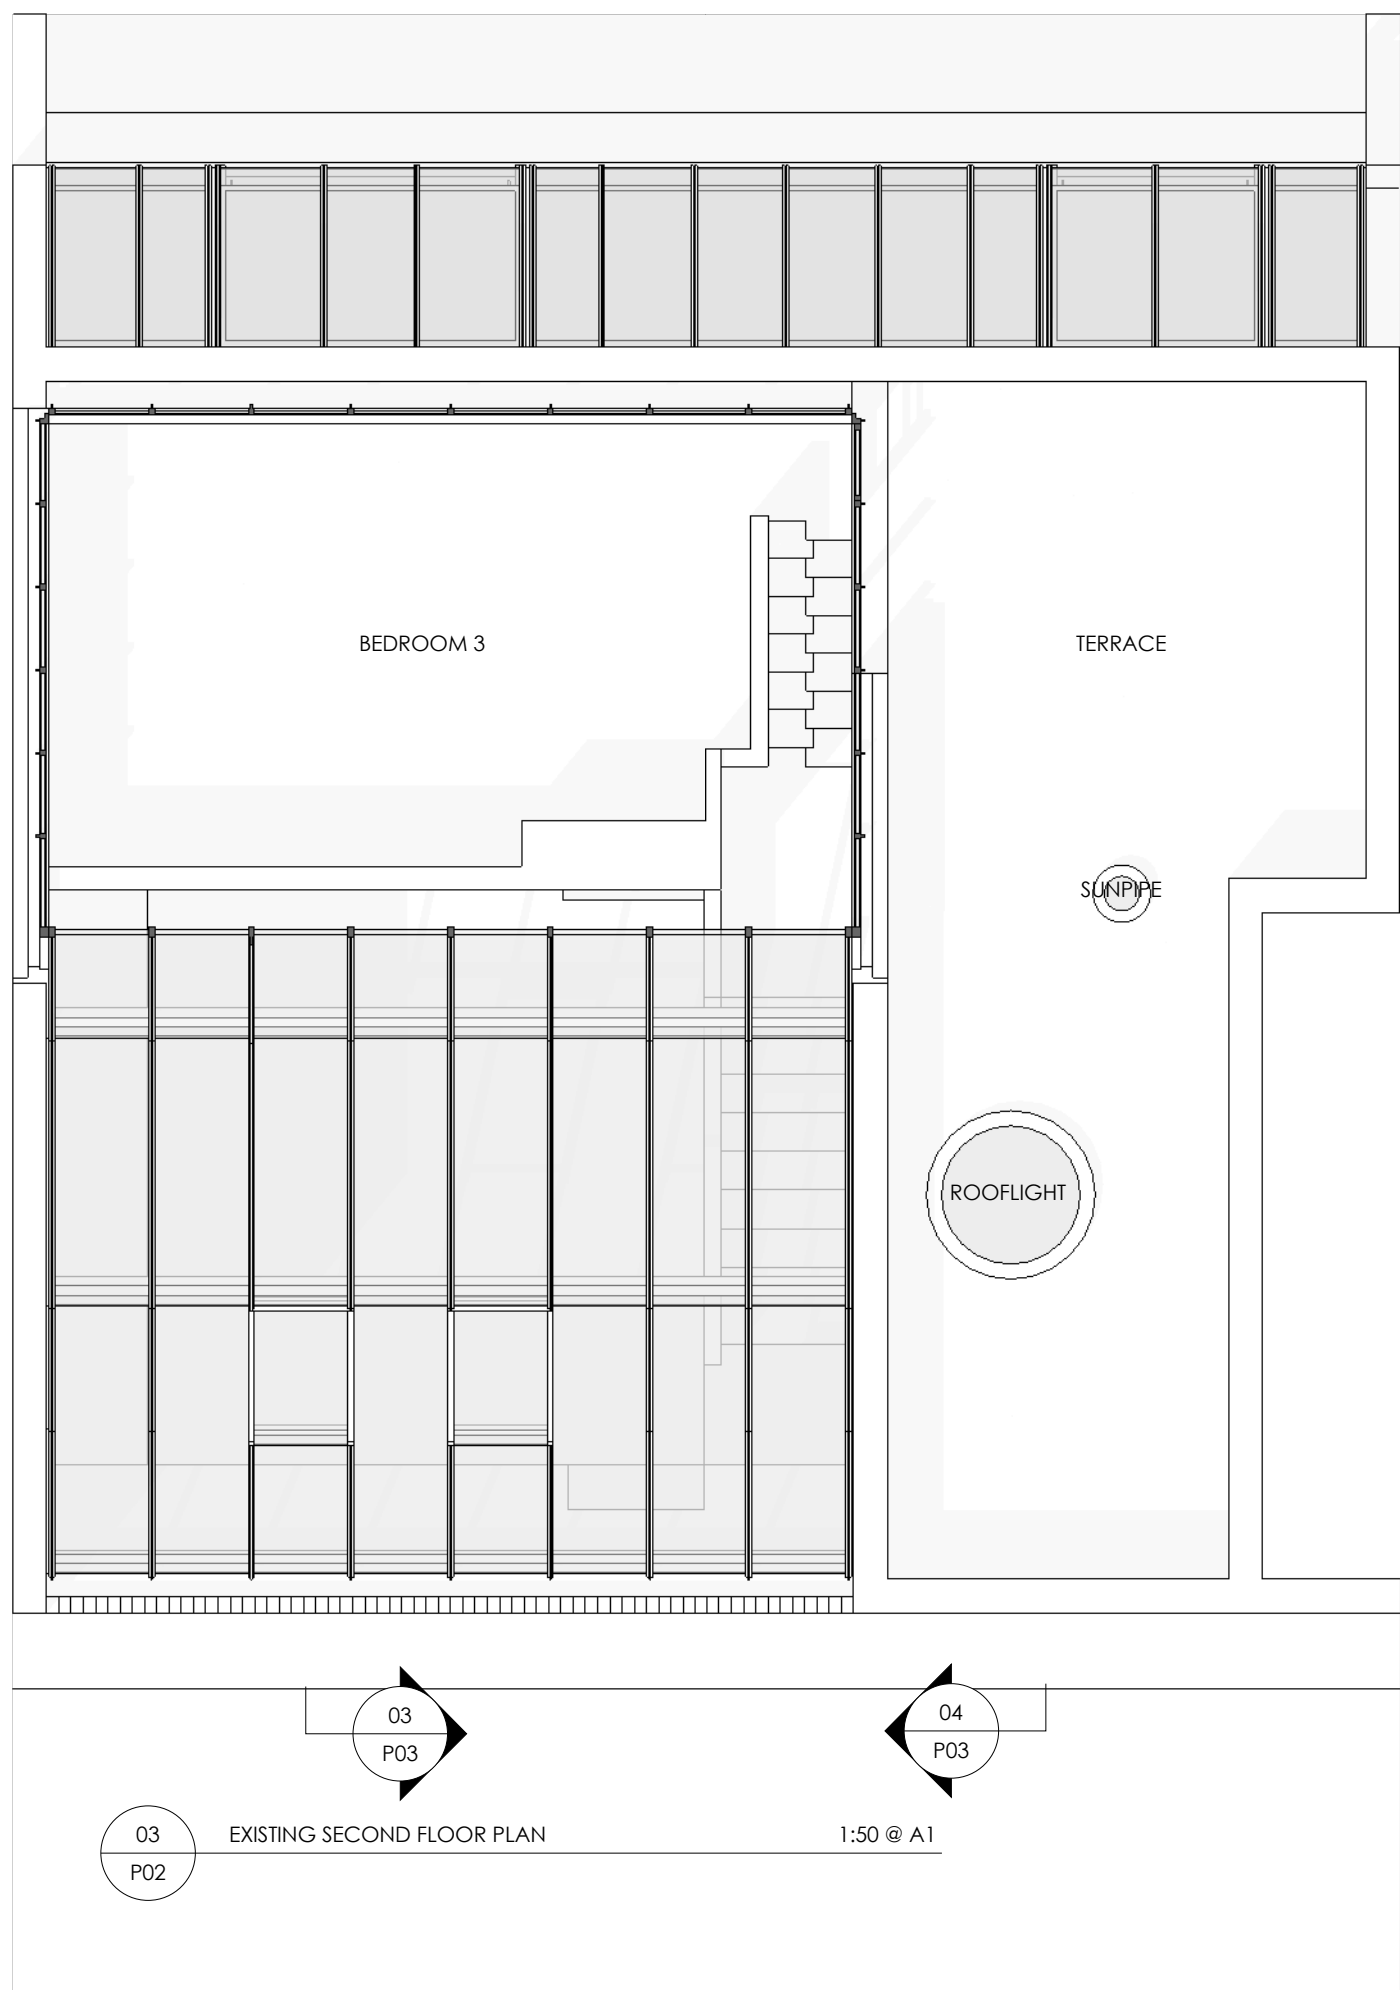 BEDROOM 3
TERRACE
SUNPIPE
ROOFLIGHT
03
P03
04
P03
03
P02
EXISTING SECOND FLOOR PLAN
1:50 @ A1